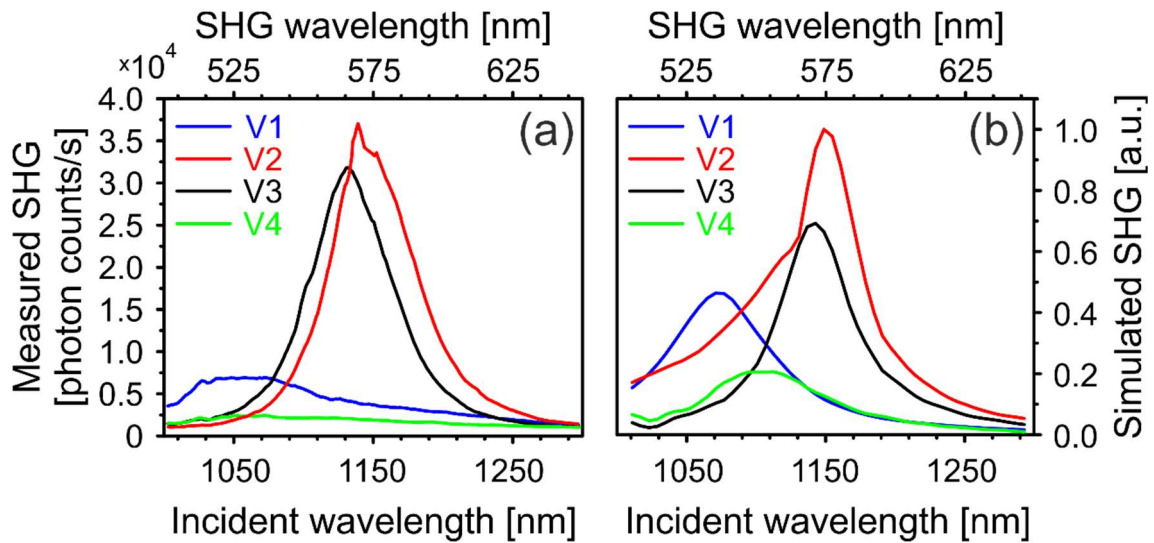 SHG wavelength [nm]
×10⁴ 525 575 625
4.0
3.5
3.0
2.5
2.0
1.5
1.0
0.5
0
V1
V2
V3
V4
(a)
Measured SHG
[photon counts/s]
1050 1150 1250
Incident wavelength [nm]
SHG wavelength [nm]
525 575 625
V1
V2
V3
V4
(b)
1.0
0.8
0.6
0.4
0.2
0.0
Simulated SHG [a.u.]
1050 1150 1250
Incident wavelength [nm]